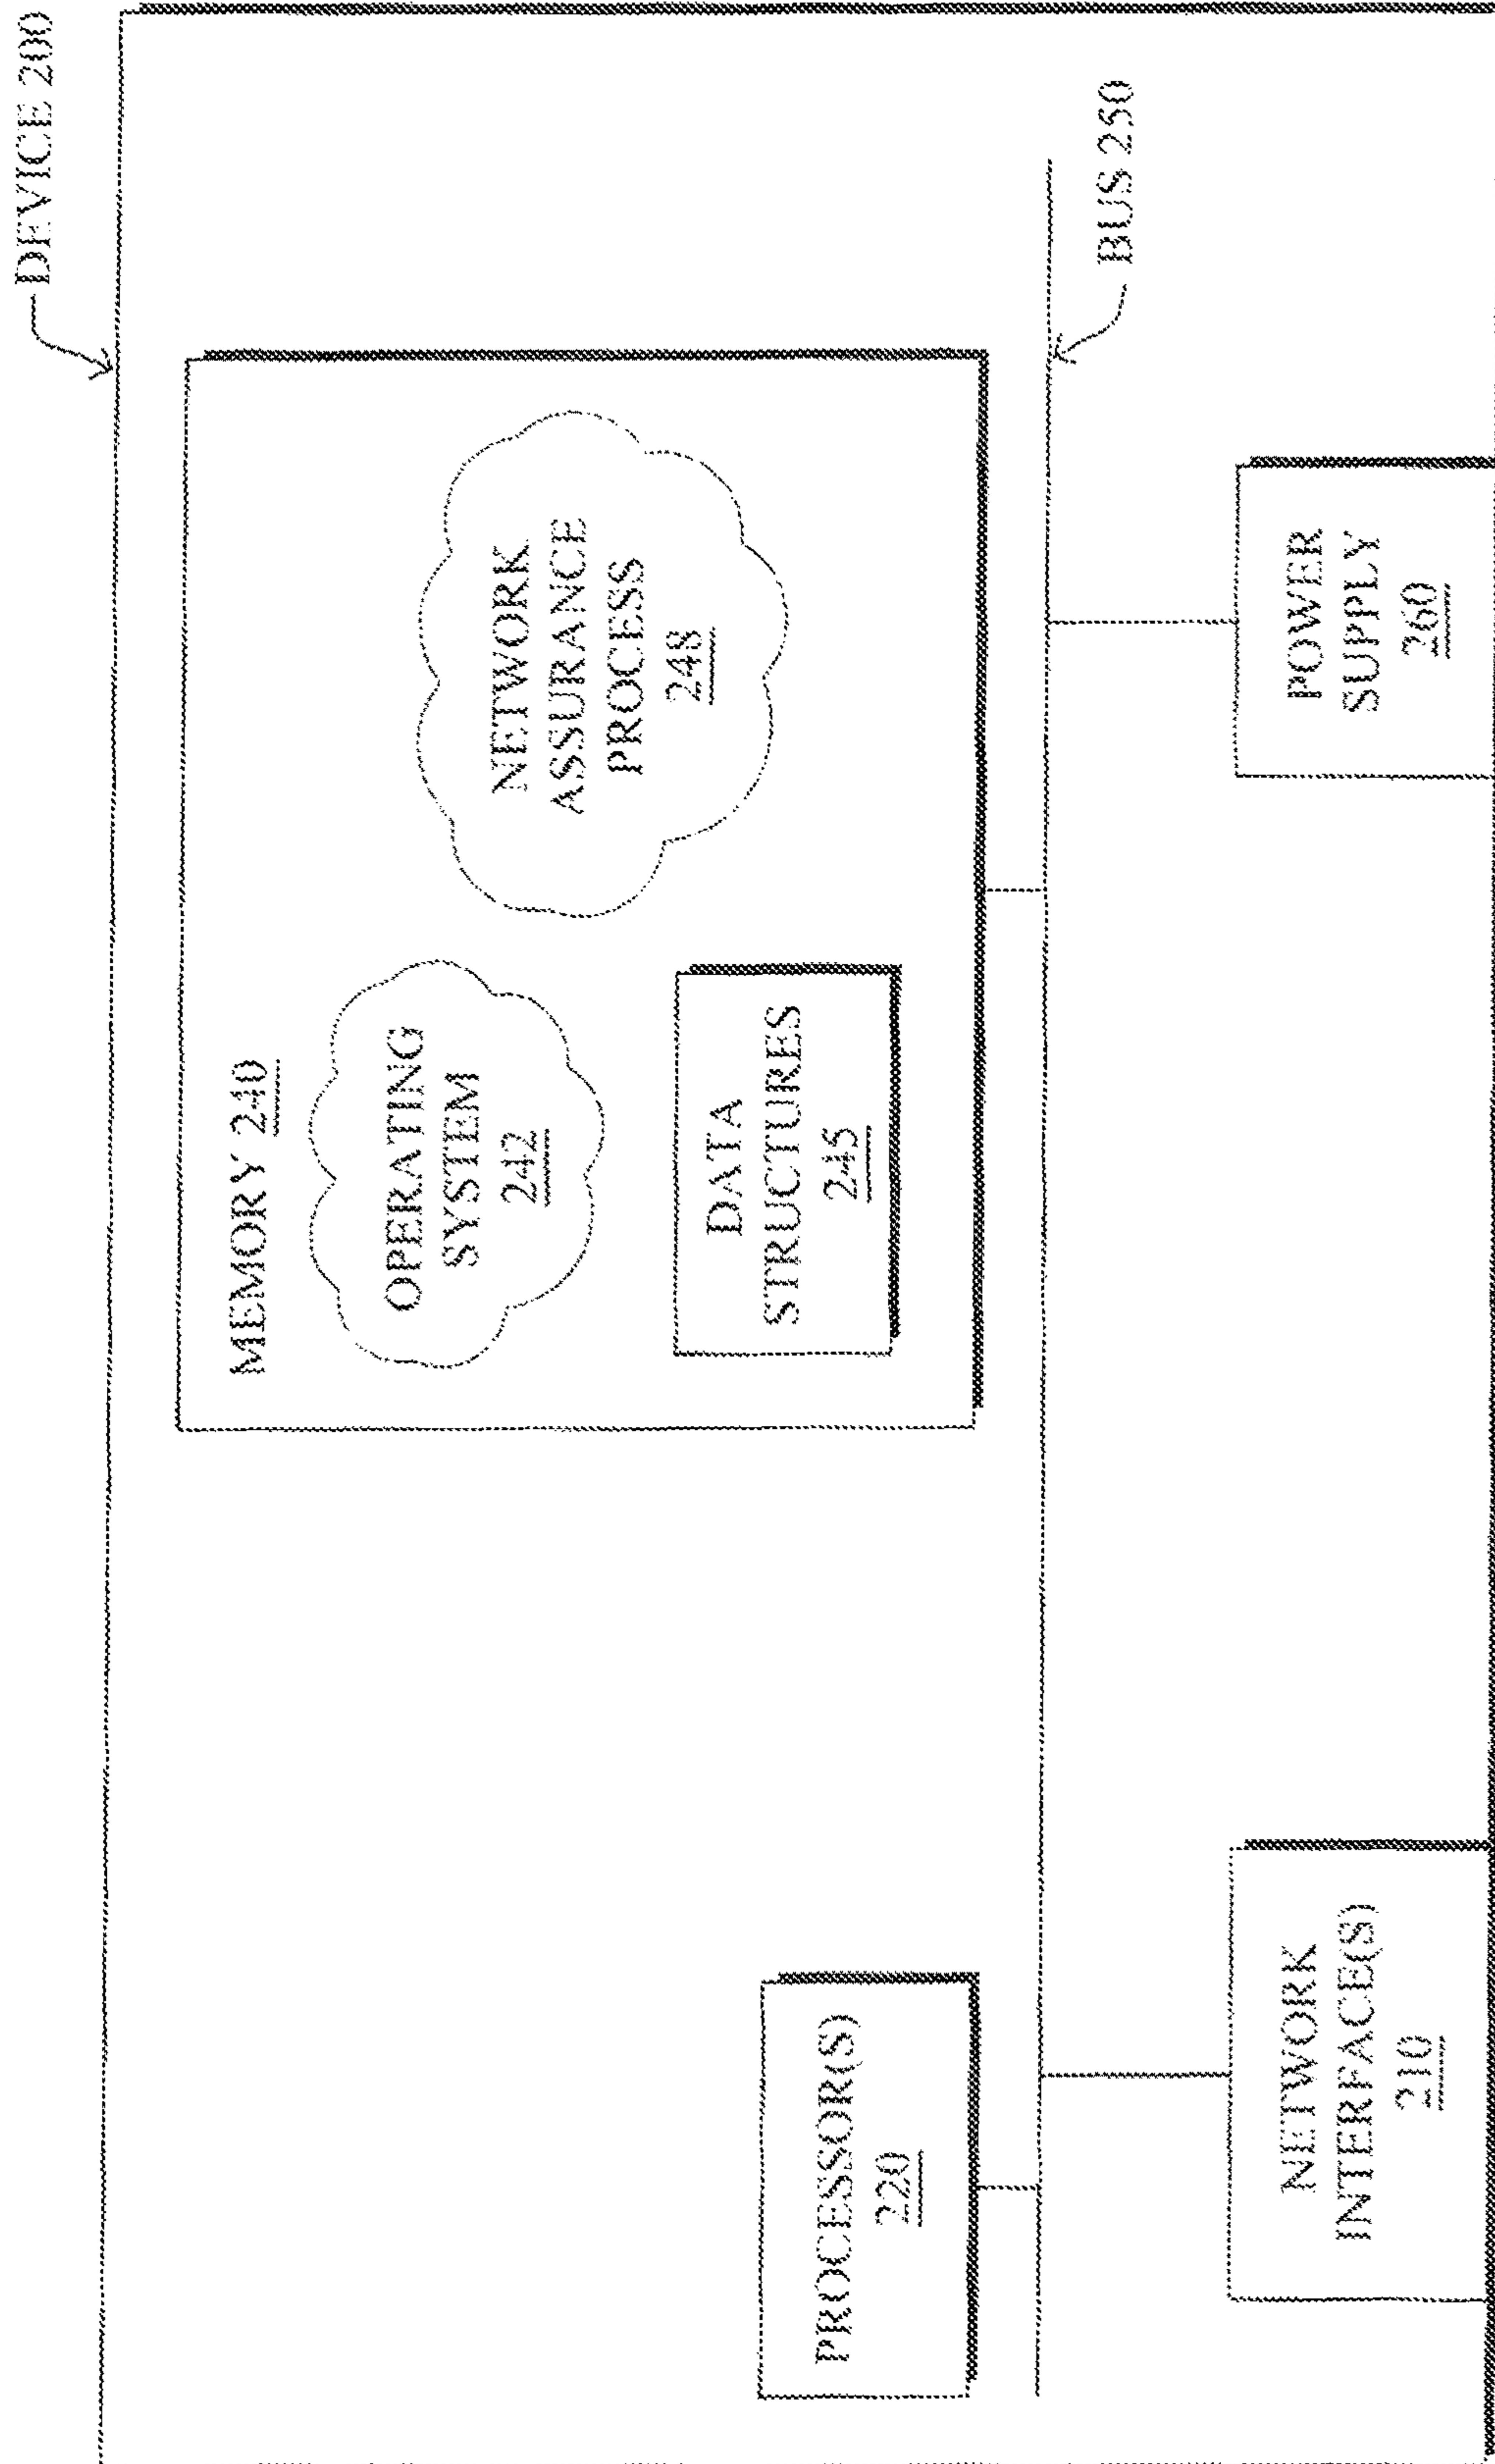 DEVICE 200
MEMORY 240
OPERATING
SYSTEM
242
NETWORK
ASSURANCE
PROCESS
248
DATA
STRUCTURES
245
PROCESSOR(S)
220
BUS 250
NETWORK
INTERFACE(S)
210
POWER
SUPPLY
260